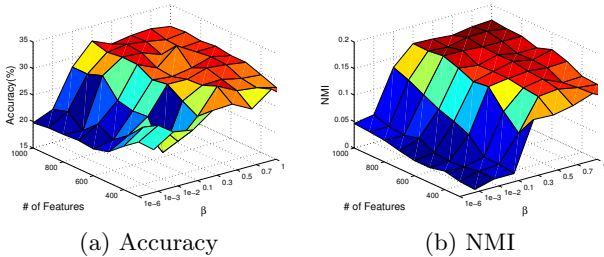 35
30
25
20
15
Accuracy(%)
1000
800
600
400
# of Features
1e-6
1e-3
1e-2
0.1
0.3
0.5
0.7
1
β
(a) Accuracy
0.2
0.15
0.1
0.05
0
NMI
1000
800
600
400
# of Features
1e-6
1e-3
1e-2
0.1
0.3
0.5
0.7
β
(b) NMI